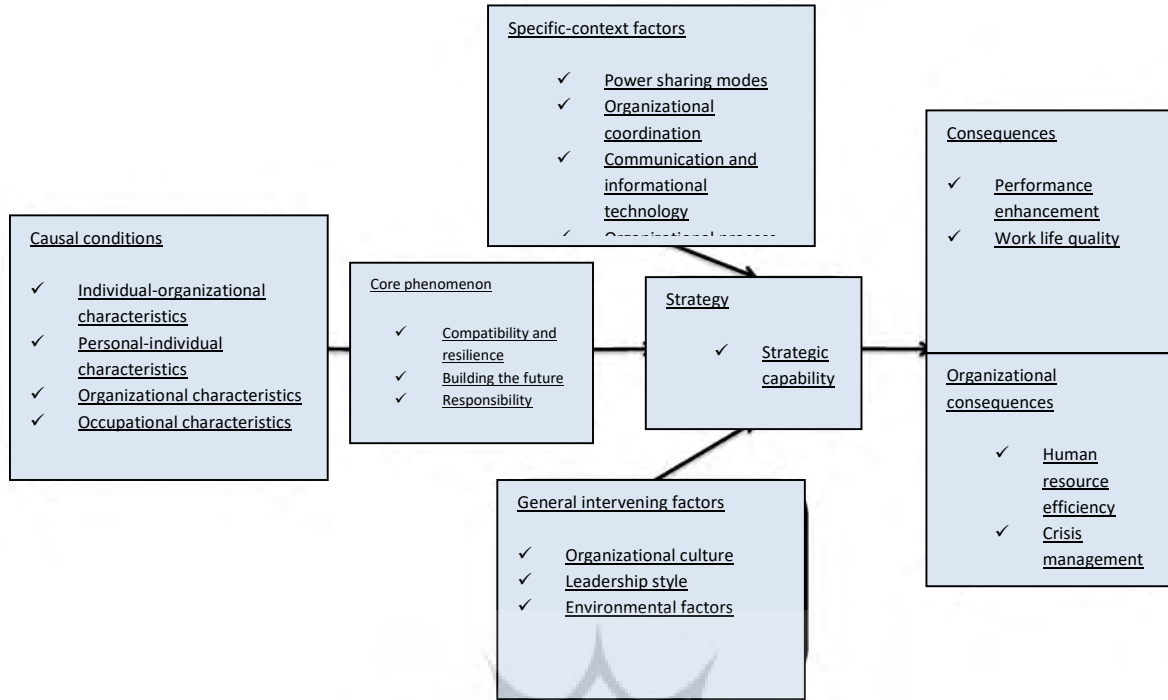 Specific-context factors
✓ Power sharing modes
✓ Organizational
coordination
✓ Communication and
informational
technology
✓ Organizational process
Causal conditions
✓ Individual-organizational
characteristics
✓ Personal-individual
characteristics
✓ Organizational characteristics
✓ Occupational characteristics
Core phenomenon
✓ Compatibility and
resilience
✓ Building the future
✓ Responsibility
Strategy
✓ Strategic
capability
General intervening factors
✓ Organizational culture
✓ Leadership style
✓ Environmental factors
Consequences
✓ Performance
enhancement
✓ Work life quality
Organizational
consequences
✓ Human
resource
efficiency
✓ Crisis
management